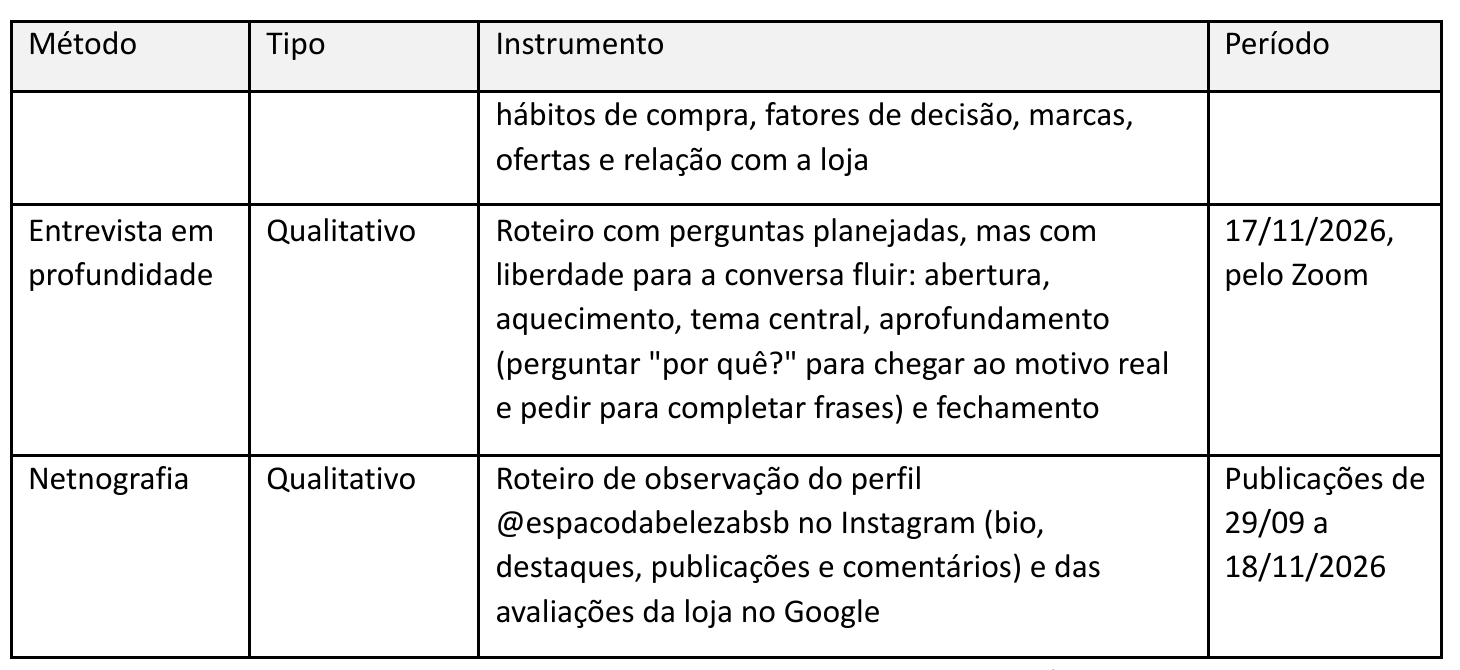 Método Tipo Instrumento Período
hábitos de compra, fatores de decisão, marcas,
ofertas e relação com a loja
Entrevista em
profundidade
Qualitativo
Roteiro com perguntas planejadas, mas com
liberdade para a conversa fluir: abertura,
aquecimento, tema central, aprofundamento
(perguntar "por quê?" para chegar ao motivo real
e pedir para completar frases) e fechamento
17/11/2026,
pelo Zoom
Netnografia
Qualitativo
Roteiro de observação do perfil
@espacodabelezabsb no Instagram (bio,
destaques, publicações e comentários) e das
avaliações da loja no Google
Publicações de
29/09 a
18/11/2026